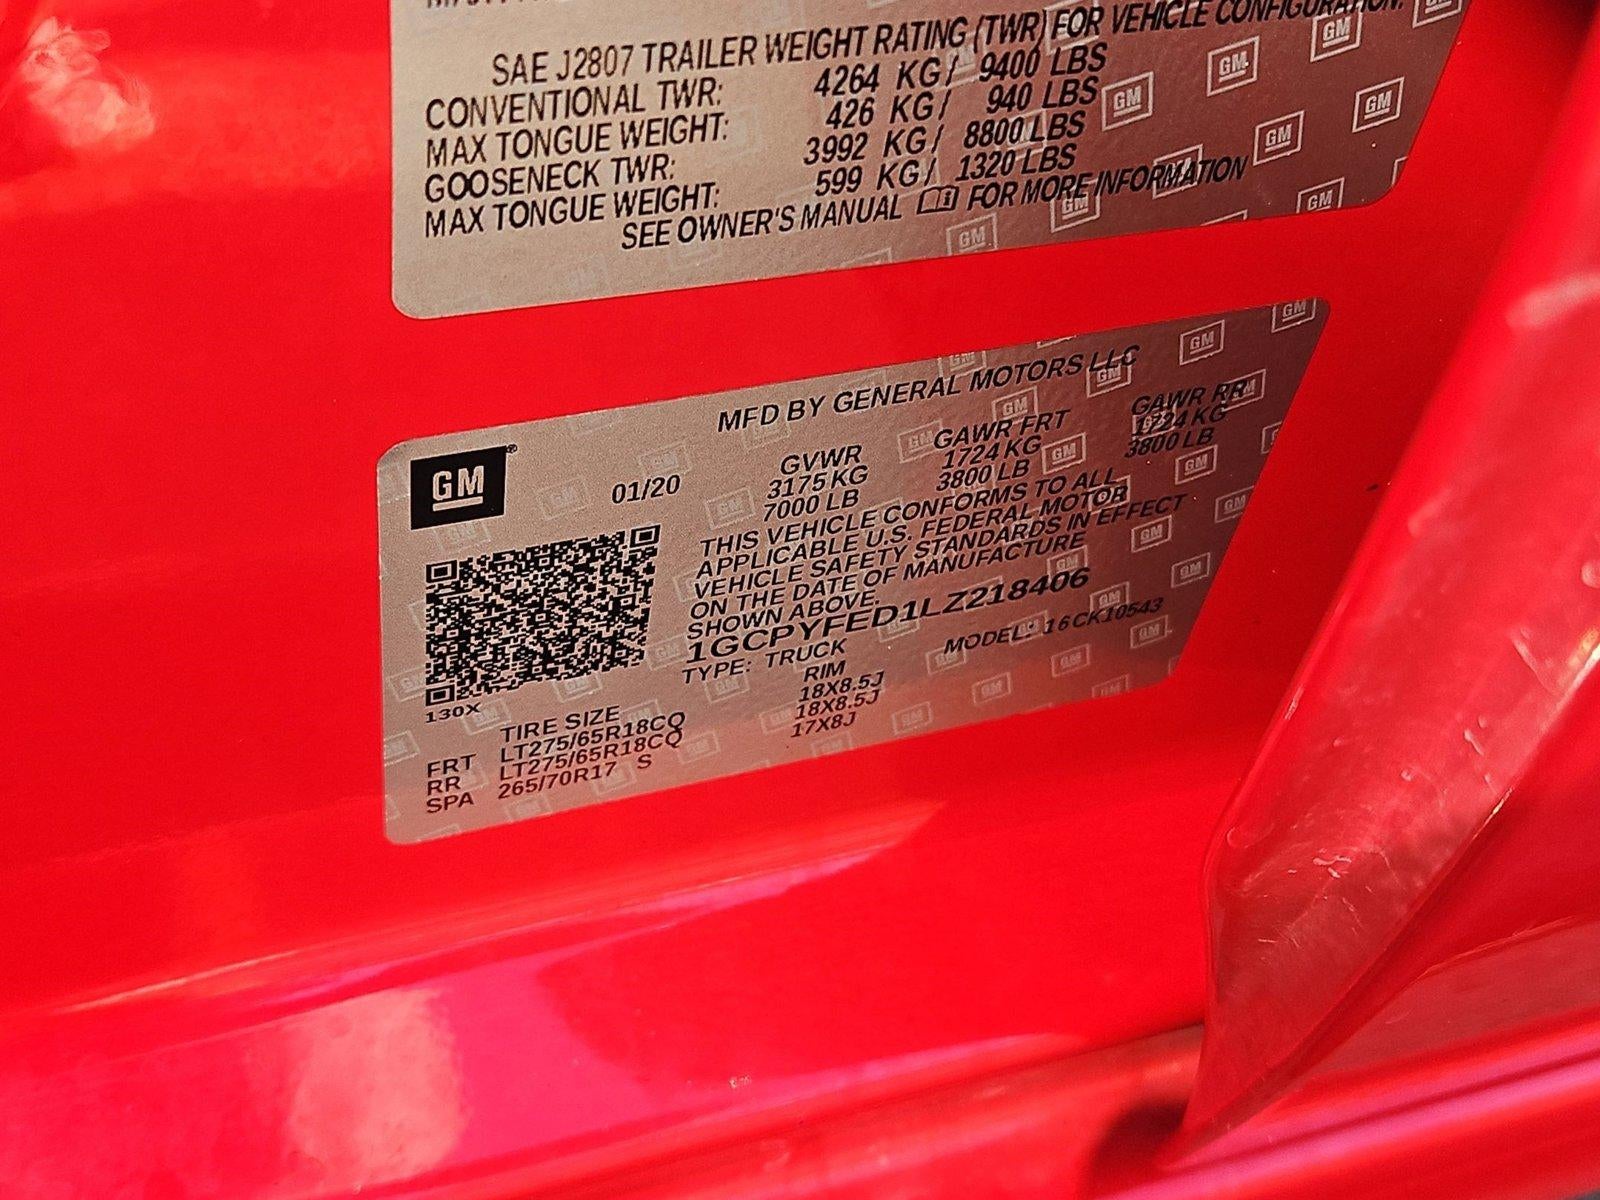 SAE J2807 TRAILER WEIGHT RATING (TWR) FOR VEHICLE CONFIGURATION.
CONVENTIONAL TWR: 4264 KG/ 9400 LBS
MAX TONGUE WEIGHT: 426 KG/ 940 LBS
GOOSENECK TWR: 3992 KG/ 8800 LBS
MAX TONGUE WEIGHT: 599 KG/ 1320 LBS
SEE OWNER'S MANUAL FOR MORE INFORMATION
MFD BY GENERAL MOTORS LLC
GM
01/20
GVWR GAWR FRT GAWR RR
3175 KG 1724 KG 1724 KG
7000 LB 3800 LB 3800 LB
THIS VEHICLE CONFORMS TO ALL
APPLICABLE U.S. FEDERAL MOTOR
VEHICLE SAFETY STANDARDS IN EFFECT
ON THE DATE OF MANUFACTURE
SHOWN ABOVE.
1GCPYFED1LZ218406
TYPE: TRUCK MODEL: 16CK10543
130X
TIRE SIZE RIM
FRT LT275/65R18CQ 18X8.5J
RR LT275/65R18CQ 18X8.5J
SPA 265/70R17 S 17X8J